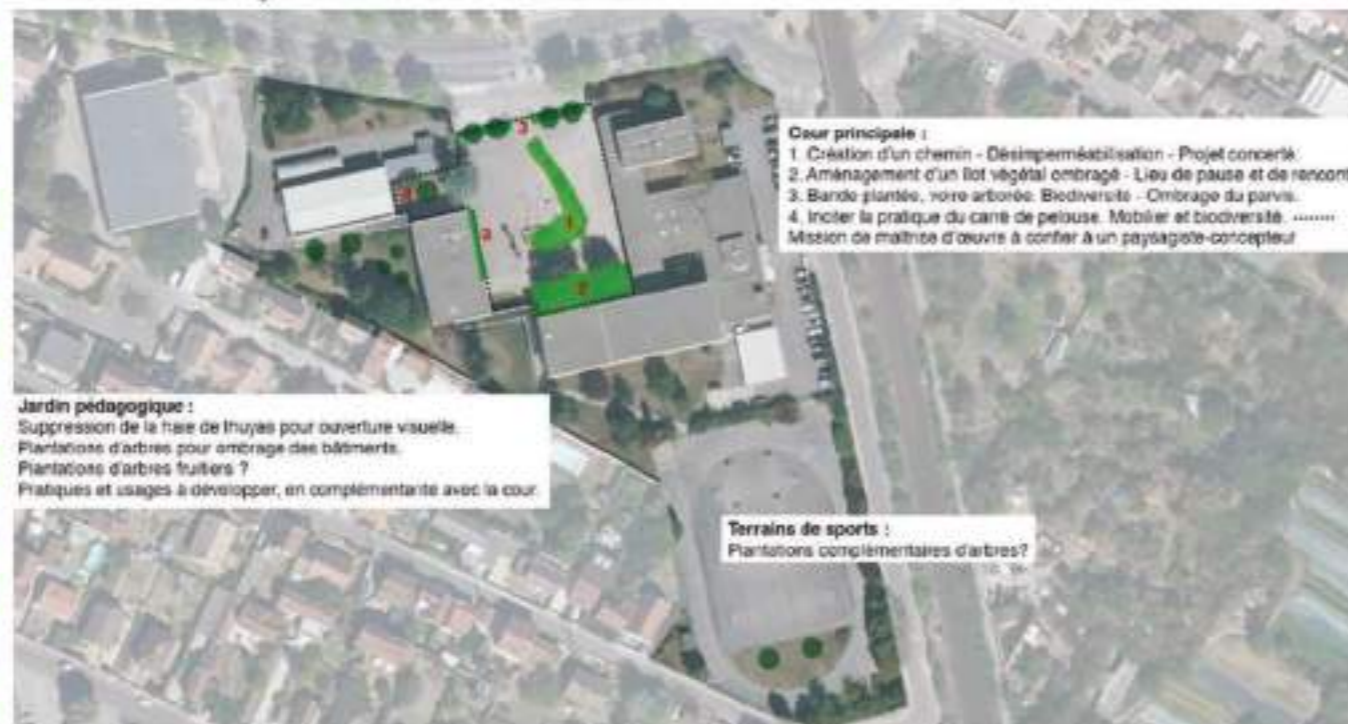 Cour principale :
1. Création d'un chemin - Désimperméabilisation - Projet concerté.
2. Aménagement d'un îlot végétal ombragé - Lieu de pause et de rencont
3. Bande plantée, voire arborée. Biodiversité - Ombrage du parvis.
4. Inciter la pratique du carré de pelouse. Mobilier et biodiversité. ........
Mission de maîtrise d'œuvre à confier à un paysagiste-concepteur
3
3
2
Jardin pédagogique :
Suppression de la haie de thuyas pour ouverture visuelle.
Plantations d'arbres pour ombrage des bâtiments.
Plantations d'arbres fruitiers ?
Pratiques et usages à développer, en complémentarité avec la cour.
Terrains de sports :
Plantations complémentaires d'arbres?